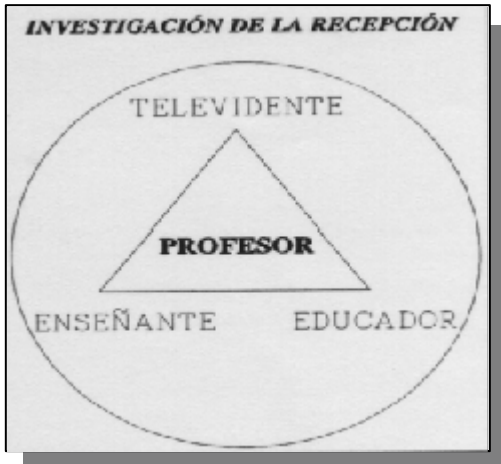 INVESTIGACIÓN DE LA RECEPCIÓN
TELEVIDENTE
PROFESOR
ENSEÑANTE EDUCADOR